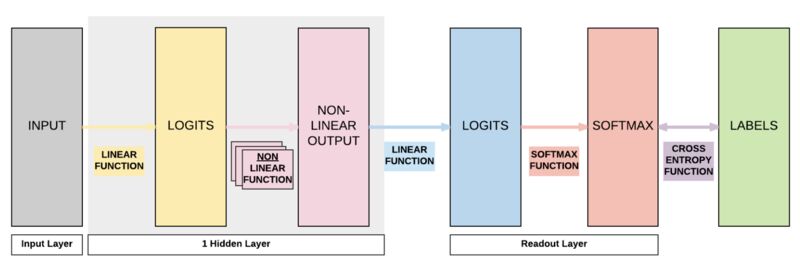 INPUT
LINEAR
FUNCTION
LOGITS
NON
LINEAR
FUNCTION
NON-
LINEAR
OUTPUT
LINEAR
FUNCTION
LOGITS
SOFTMAX
FUNCTION
SOFTMAX
CROSS
ENTROPY
FUNCTION
LABELS
Input Layer
1 Hidden Layer
Readout Layer